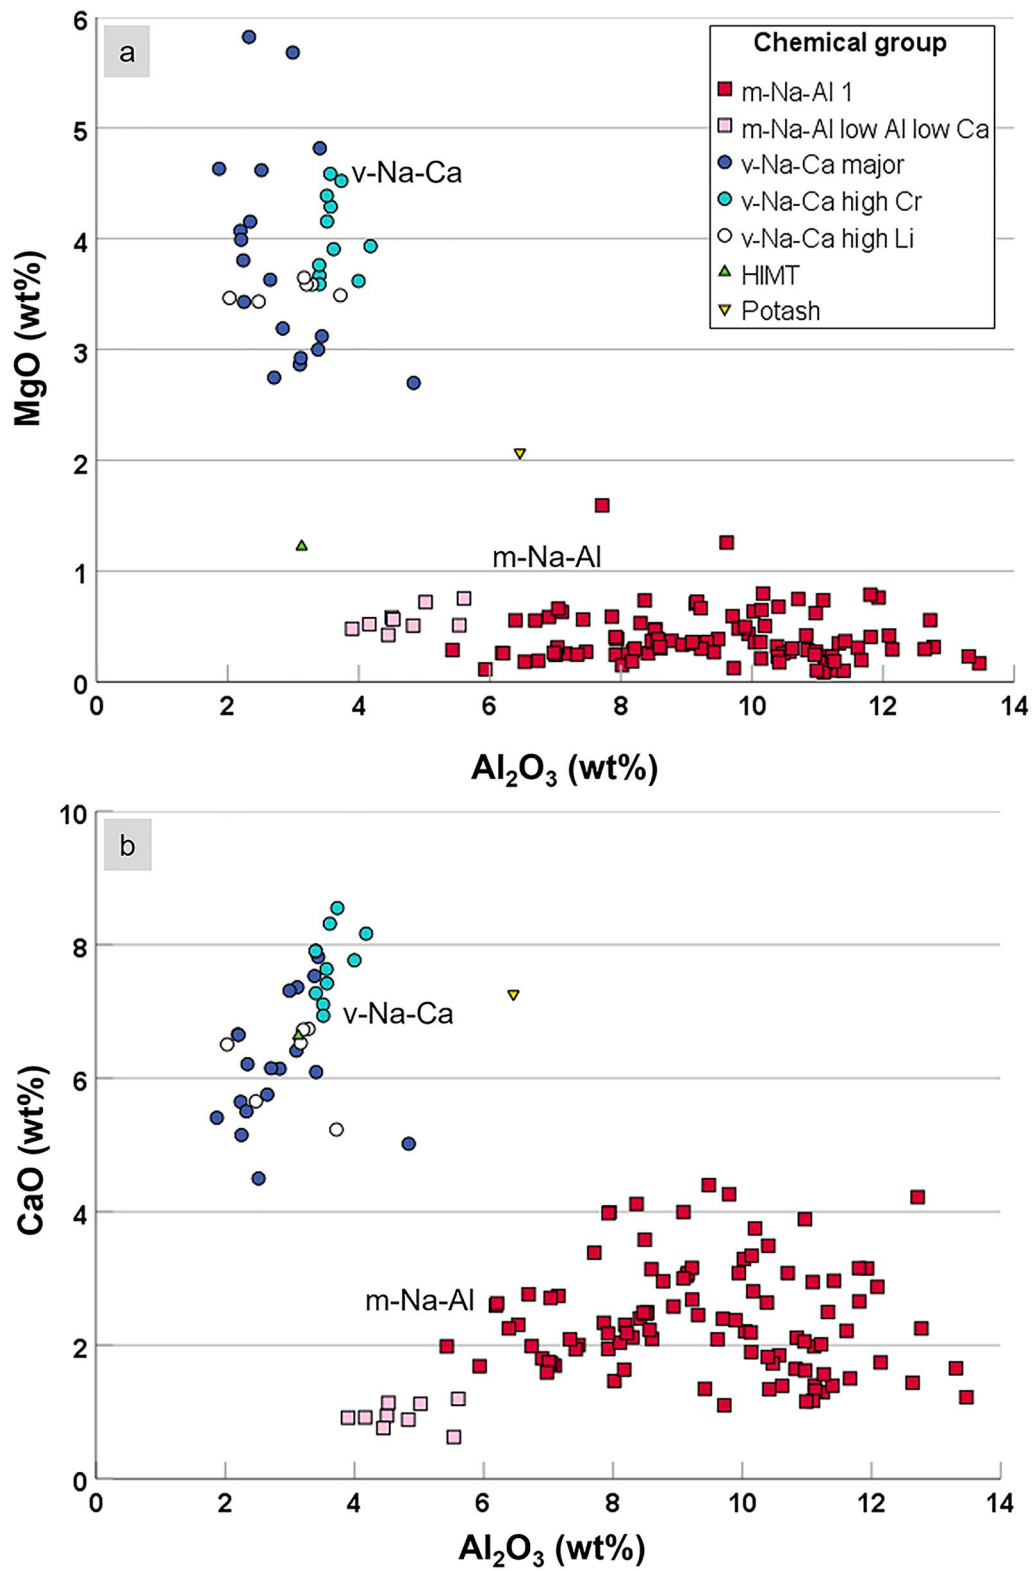 a
6
5
4
3
2
1
0
MgO (wt%)
Chemical group
m-Na-Al 1
m-Na-Al low Al low Ca
v-Na-Ca major
v-Na-Ca high Cr
v-Na-Ca high Li
HIMT
Potash
v-Na-Ca
m-Na-Al
0 2 4 6 8 10 12 14
Al₂O₃ (wt%)
b
10
8
6
4
2
0
CaO (wt%)
v-Na-Ca
m-Na-Al
0 2 4 6 8 10 12 14
Al₂O₃ (wt%)